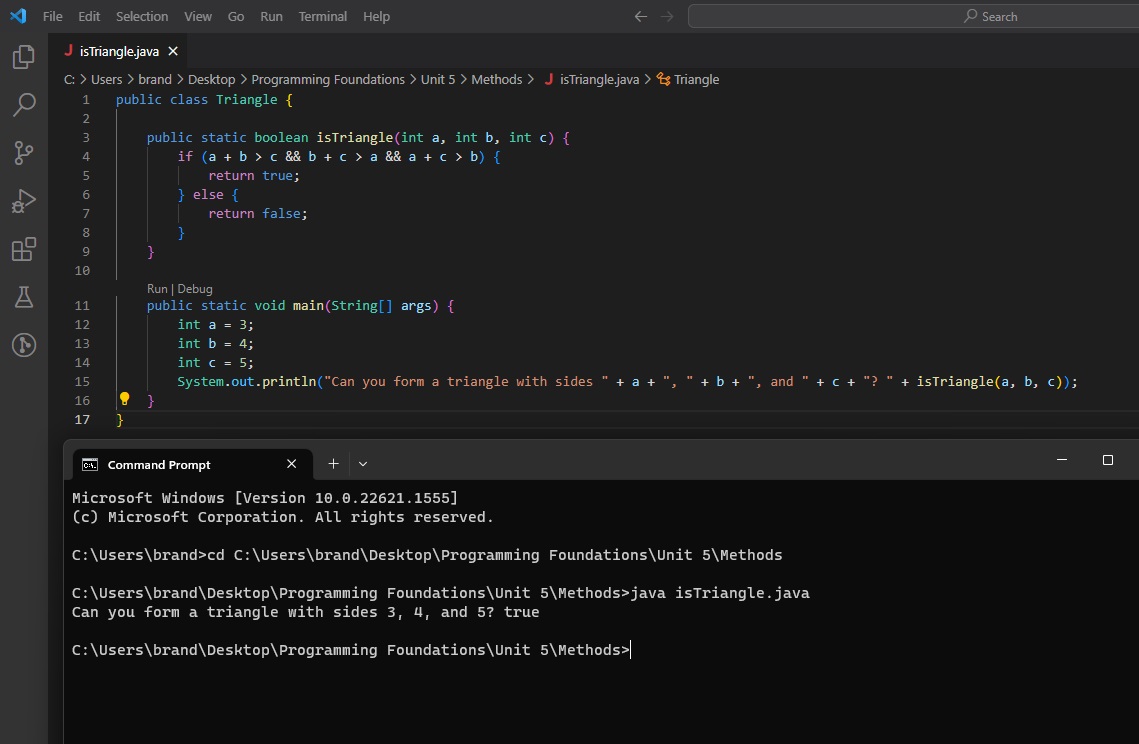 File Edit Selection View Go Run Terminal Help Search
J isTriangle.java
C: > Users > brand > Desktop > Programming Foundations > Unit 5 > Methods > J isTriangle.java > Triangle
1 public class Triangle {
2
3 public static boolean isTriangle(int a, int b, int c) {
4 if (a + b > c && b + c > a && a + c > b) {
5 return true;
6 } else {
7 return false;
8 }
9 }
10
Run | Debug
11 public static void main(String[] args) {
12 int a = 3;
13 int b = 4;
14 int c = 5;
15 System.out.println("Can you form a triangle with sides " + a + ", " + b + ", and " + c + "? " + isTriangle(a, b, c));
16 }
17 }
Command Prompt
Microsoft Windows [Version 10.0.22621.1555]
(c) Microsoft Corporation. All rights reserved.
C:\Users\brand>cd C:\Users\brand\Desktop\Programming Foundations\Unit 5\Methods
C:\Users\brand\Desktop\Programming Foundations\Unit 5\Methods>java isTriangle.java
Can you form a triangle with sides 3, 4, and 5? true
C:\Users\brand\Desktop\Programming Foundations\Unit 5\Methods>